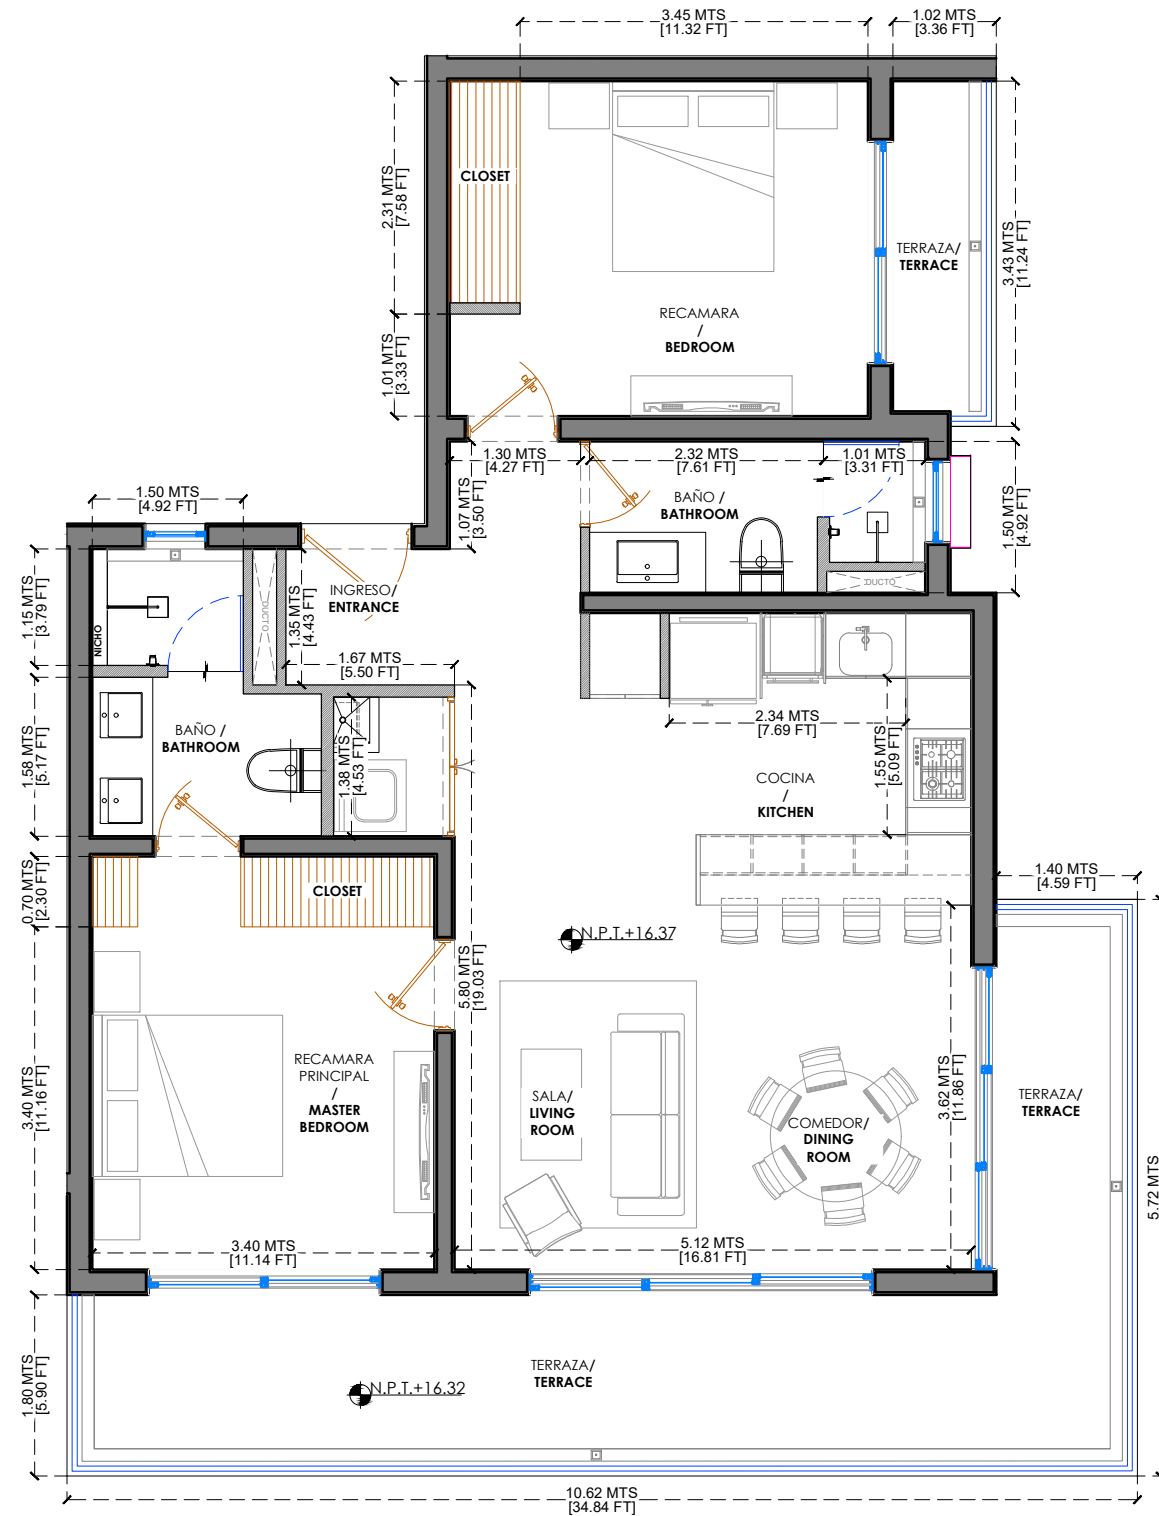 3.45 MTS
[11.32 FT]
1.02 MTS
[3.36 FT]
CLOSET
2.31 MTS
[7.58 FT]
TERRAZA/
TERRACE
3.43 MTS
[11.24 FT]
RECAMARA
/
BEDROOM
1.01 MTS
[3.33 FT]
1.30 MTS
[4.27 FT]
2.32 MTS
[7.61 FT]
1.01 MTS
[3.31 FT]
1.07 MTS
[3.50 FT]
BAÑO /
BATHROOM
1.50 MTS
[4.92 FT]
1.50 MTS
[4.92 FT]
DUCTO
INGRESO/
ENTRANCE
1.15 MTS
[3.79 FT]
NICHO
DUCTO
1.35 MTS
[4.43 FT]
1.67 MTS
[5.50 FT]
BAÑO /
BATHROOM
1.58 MTS
[5.17 FT]
1.38 MTS
[4.53 FT]
2.34 MTS
[7.69 FT]
1.55 MTS
[5.09 FT]
COCINA
/
KITCHEN
0.70 MTS
[2.30 FT]
CLOSET
1.40 MTS
[4.59 FT]
N.P.T.+16.37
5.80 MTS
[19.03 FT]
3.40 MTS
[11.16 FT]
RECAMARA
PRINCIPAL
/
MASTER
BEDROOM
SALA/
LIVING
ROOM
COMEDOR/
DINING
ROOM
3.62 MTS
[11.86 FT]
TERRAZA/
TERRACE
5.72 MTS
3.40 MTS
[11.14 FT]
5.12 MTS
[16.81 FT]
1.80 MTS
[5.90 FT]
TERRAZA/
TERRACE
N.P.T.+16.32
10.62 MTS
[34.84 FT]